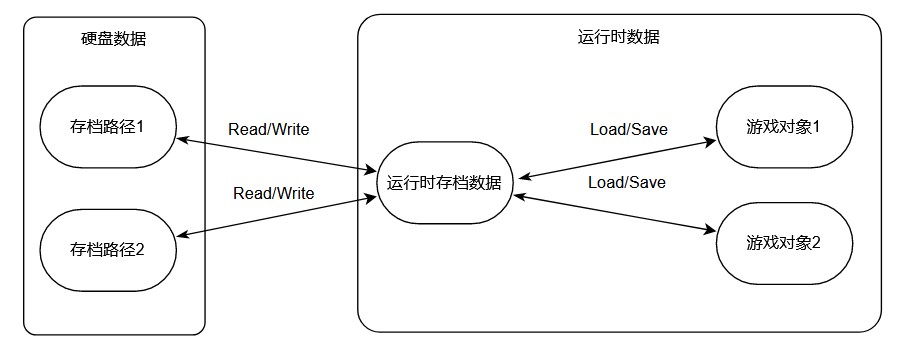 硬盘数据
运行时数据
存档路径1
Read/Write
Load/Save
游戏对象1
运行时存档数据
Read/Write
Load/Save
存档路径2
游戏对象2